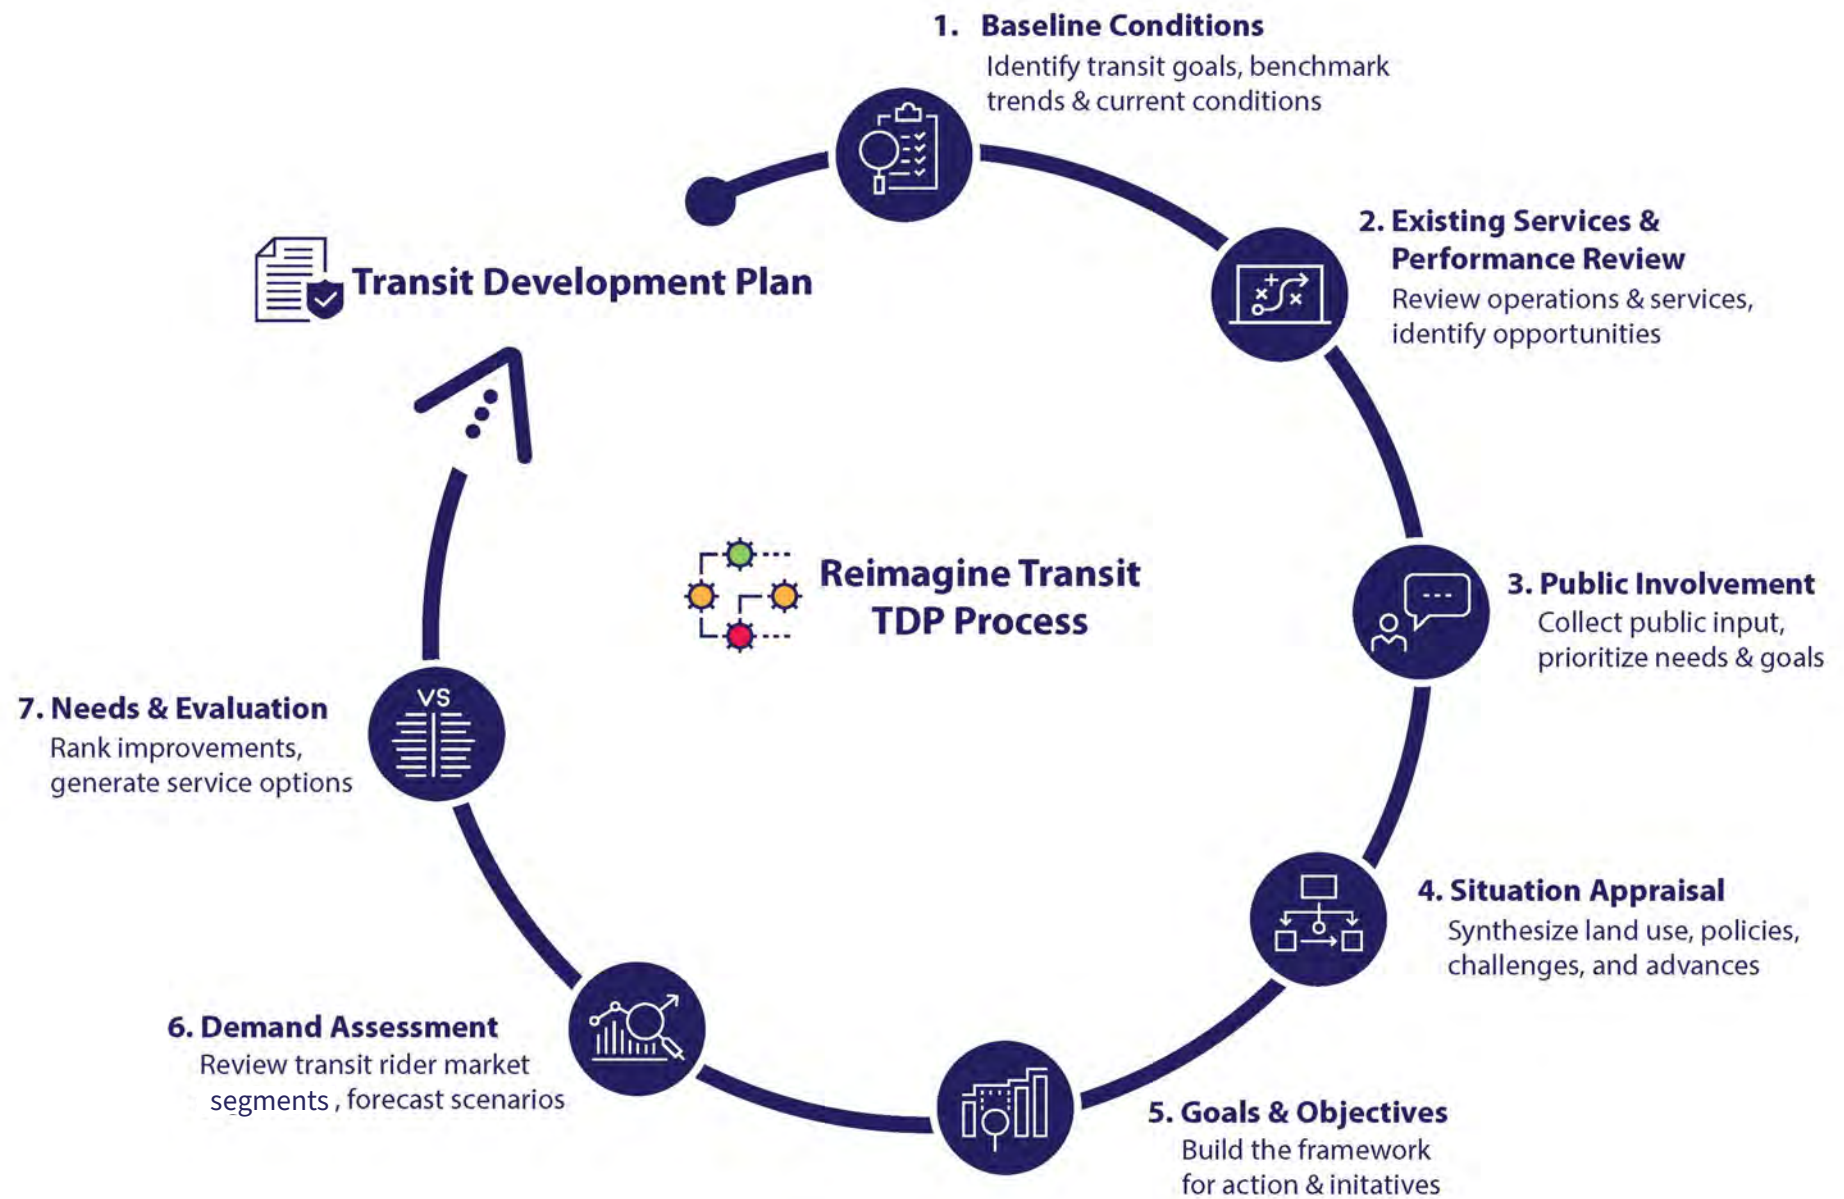 1. Baseline Conditions
Identify transit goals, benchmark
trends & current conditions
2. Existing Services &
Performance Review
Review operations & services,
identify opportunities
Transit Development Plan
Reimagine Transit
TDP Process
3. Public Involvement
Collect public input,
prioritize needs & goals
4. Situation Appraisal
Synthesize land use, policies,
challenges, and advances
5. Goals & Objectives
Build the framework
for action & initatives
6. Demand Assessment
Review transit rider market
segments , forecast scenarios
7. Needs & Evaluation
Rank improvements,
generate service options
VS